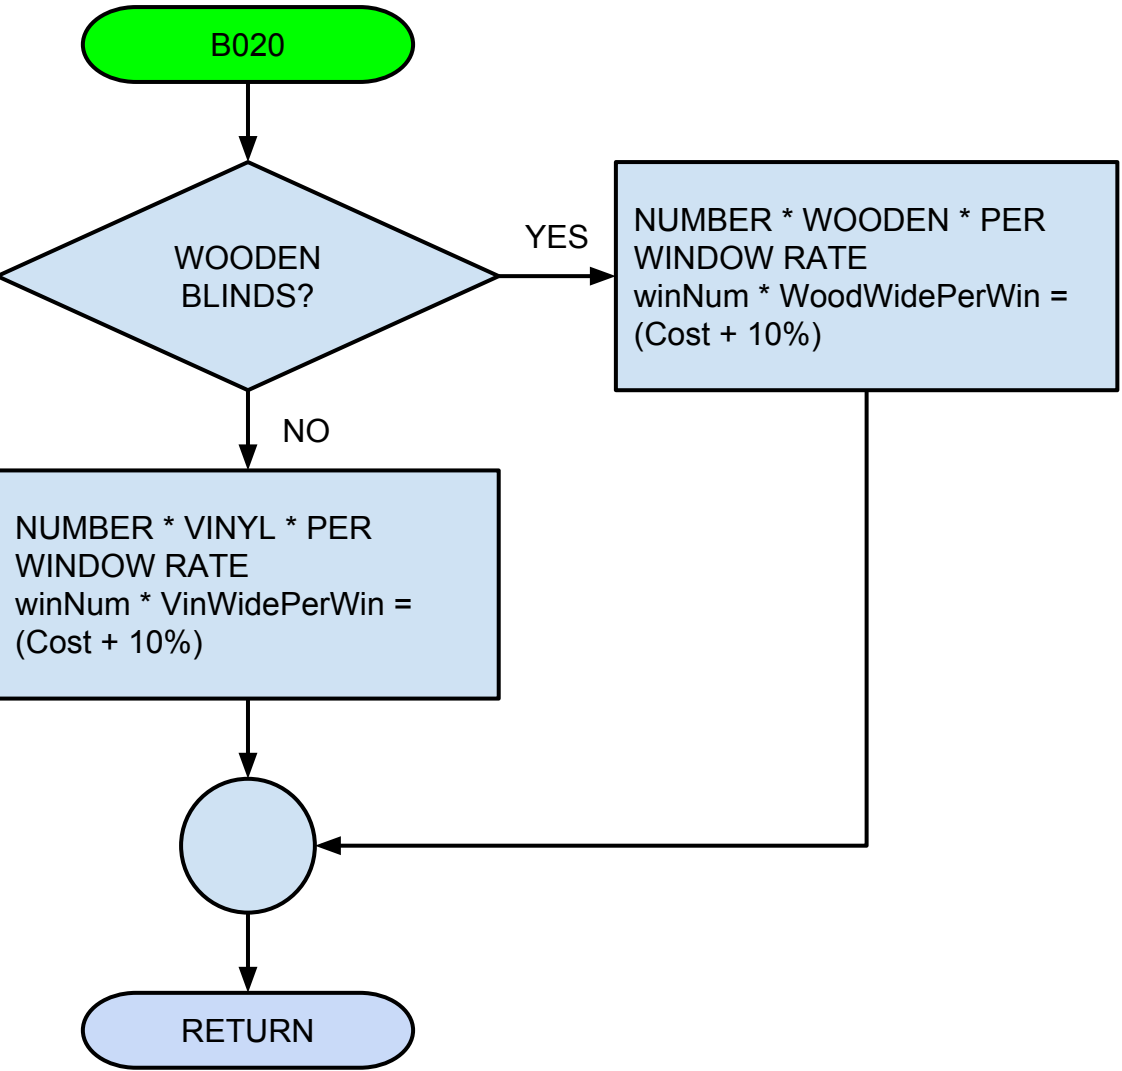 B020
WOODEN
BLINDS?
YES
NUMBER * WOODEN * PER
WINDOW RATE
winNum * WoodWidePerWin =
(Cost + 10%)
NO
NUMBER * VINYL * PER
WINDOW RATE
winNum * VinWidePerWin =
(Cost + 10%)
RETURN